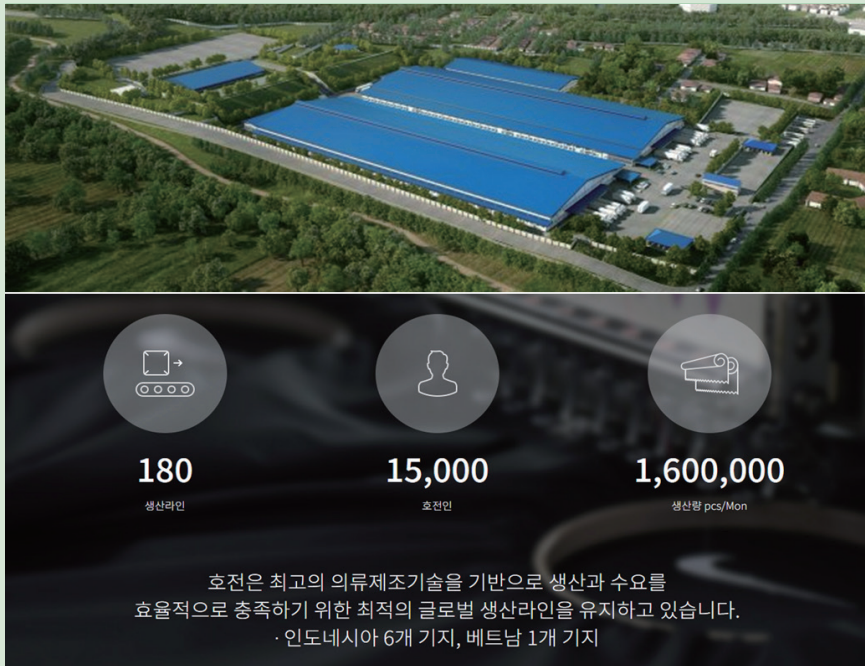 180
15,000
1,600,000
생산라인
호전인
생산량 pcs/Mon
호전은 최고의 의류제조기술을 기반으로 생산과 수요를
효율적으로 충족하기 위한 최적의 글로벌 생산라인을 유지하고 있습니다.
· 인도네시아 6개 기지, 베트남 1개 기지